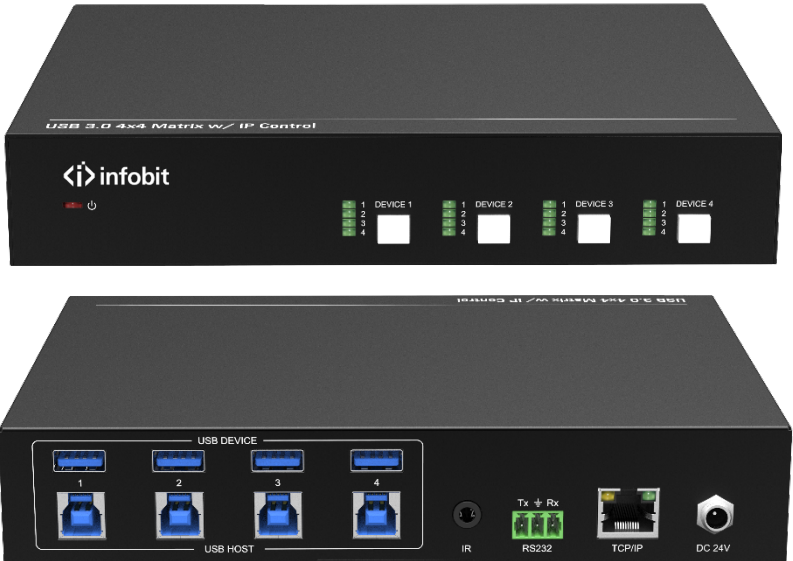 USB 3.0 4x4 Matrix w/ IP Control
<i> infobit
1 DEVICE 1 1 DEVICE 2 1 DEVICE 3 1 DEVICE 4
2 2 2 2
3 3 3 3
4 4 4 4
USB 3.0 4x4 Matrix w/ IP Control
USB DEVICE
1 2 3 4
Tx Rx
USB HOST IR RS232 TCP/IP DC 24V